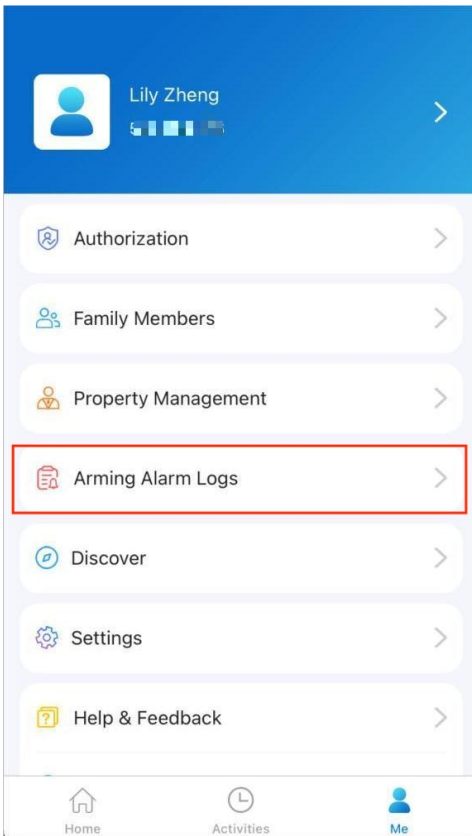 Lily Zheng
Authorization
Family Members
Property Management
Arming Alarm Logs
Discover
Settings
Help & Feedback
Home
Activities
Me